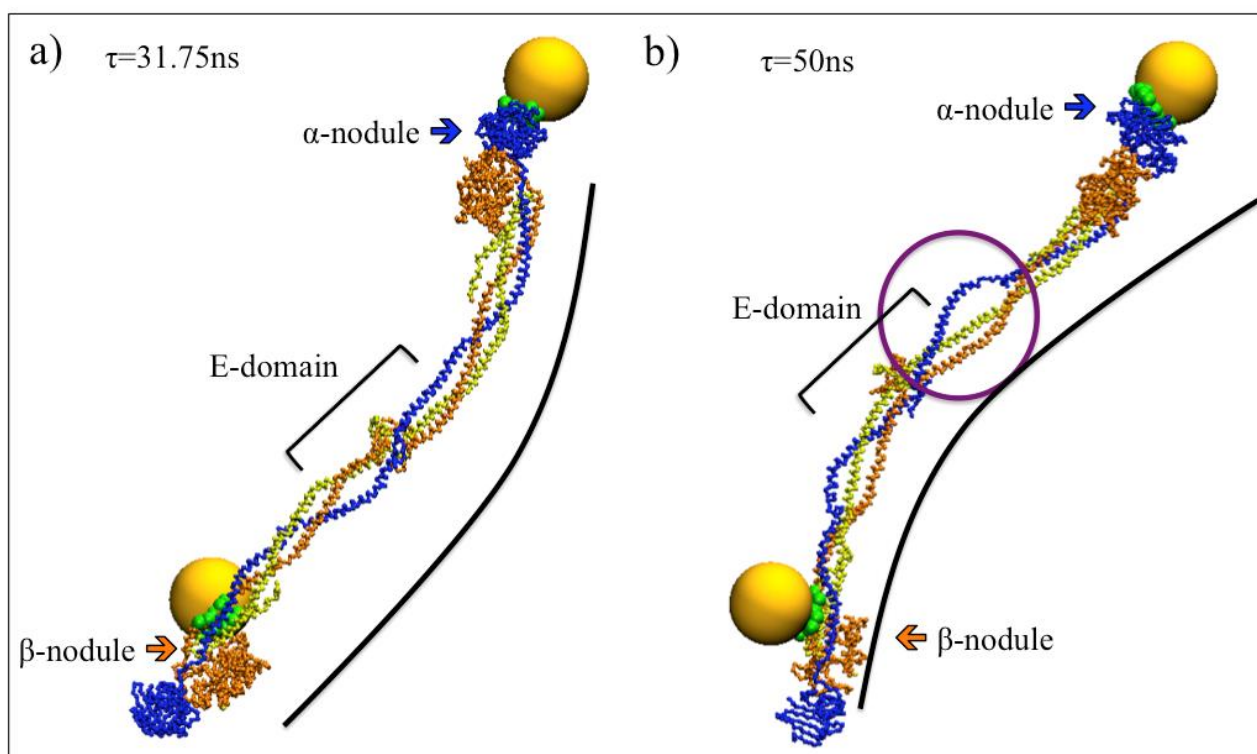 a)
τ=31.75ns
α-nodule
E-domain
β-nodule
b)
τ=50ns
α-nodule
E-domain
β-nodule